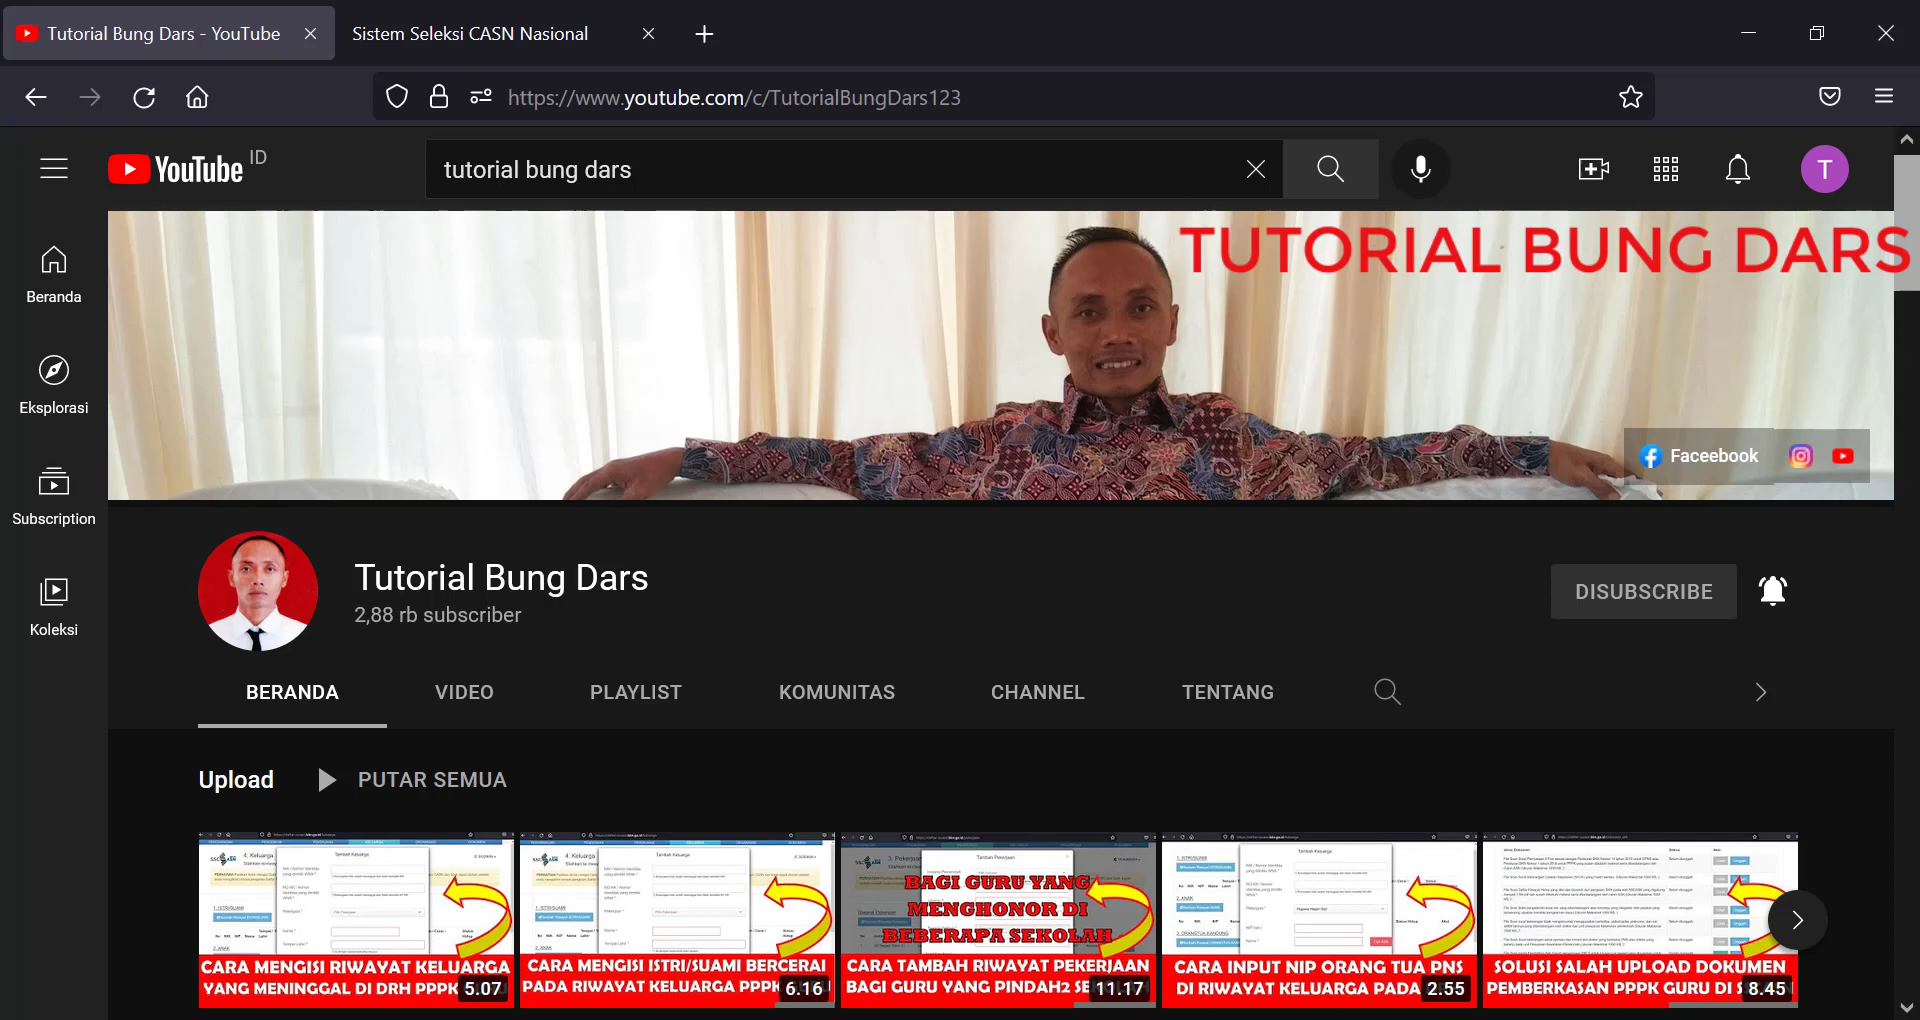 Tutorial Bung Dars - YouTube
Sistem Seleksi CASN Nasional
https://www.youtube.com/c/TutorialBungDars123
YouTube ID
tutorial bung dars
T
TUTORIAL BUNG DARS
Beranda
Eksplorasi
Subscription
Koleksi
Faceebook
Tutorial Bung Dars
2,88 rb subscriber
DISUBSCRIBE
BERANDA
VIDEO
PLAYLIST
KOMUNITAS
CHANNEL
TENTANG
Upload
PUTAR SEMUA
CARA MENGISI RIWAYAT KELUARGA
YANG MENINGGAL DI DRH PPPK
5.07
CARA MENGISI ISTRI/SUAMI BERCERAI
PADA RIWAYAT KELUARGA PPPK
6.16
BAGI GURU YANG
MENGHONOR DI
BEBERAPA SEKOLAH
CARA TAMBAH RIWAYAT PEKERJAAN
BAGI GURU YANG PINDAH2
11.17
CARA INPUT NIP ORANG TUA PNS
DI RIWAYAT KELUARGA PADA
2.55
SOLUSI SALAH UPLOAD DOKUMEN
PEMBERKASAN PPPK GURU DI
8.45